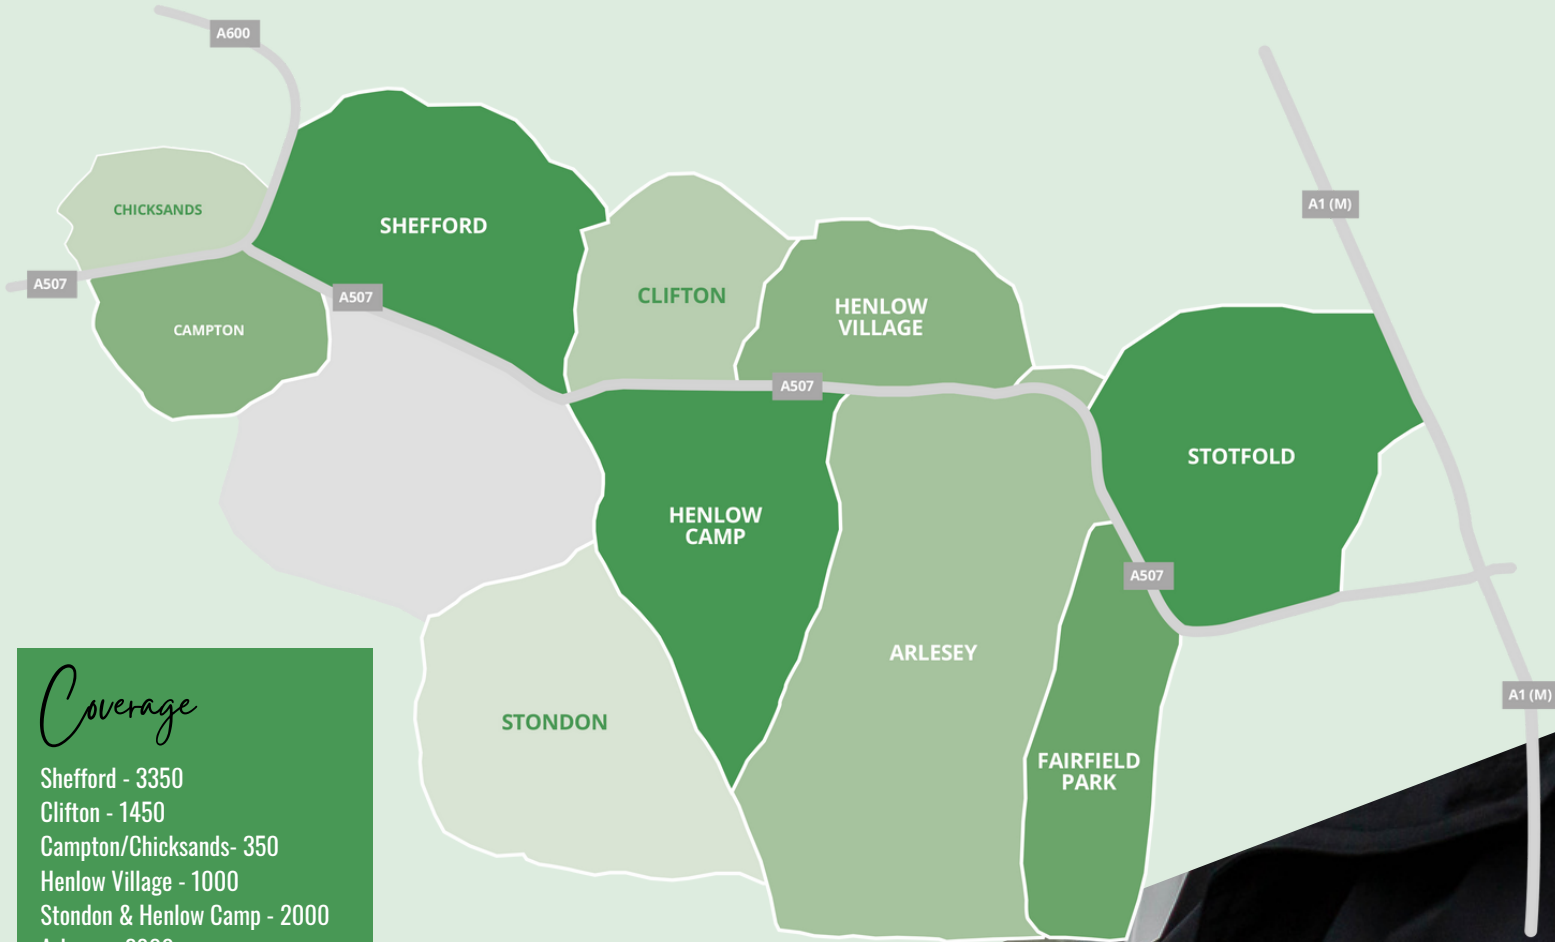 A600
A1 (M)
CHICKSANDS
SHEFFORD
A507
A507
CLIFTON
HENLOW
VILLAGE
CAMPTON
A507
STOTFOLD
HENLOW
CAMP
A507
ARLESEY
A1 (M)
STONDON
FAIRFIELD
PARK
Coverage
Shefford - 3350
Clifton - 1450
Campton/Chicksands- 350
Henlow Village - 1000
Stondon & Henlow Camp - 2000